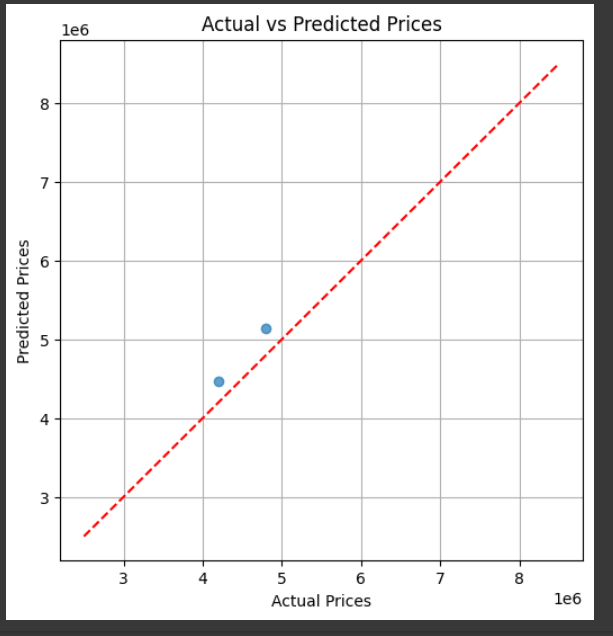 Actual vs Predicted Prices
1e6
8
7
6
5
4
3
Predicted Prices
3 4 5 6 7 8
Actual Prices
1e6